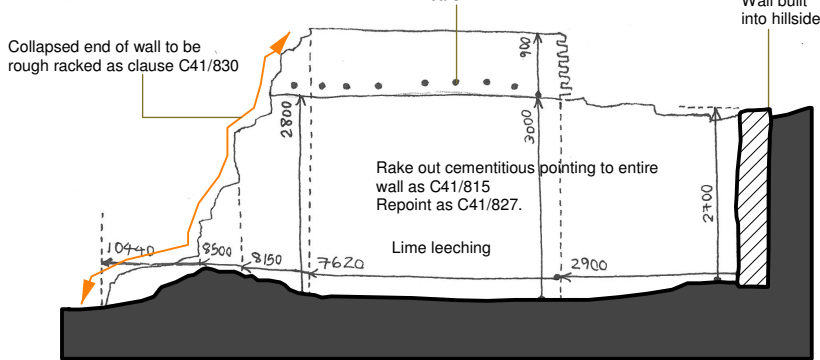 Wall built
into hillside
Collapsed end of wall to be
rough racked as clause C41/830
900
2800
3000
Rake out cementitious pointing to entire
wall as C41/815
Repoint as C41/827.
2700
Lime leeching
10440
8500
8150
7620
2900